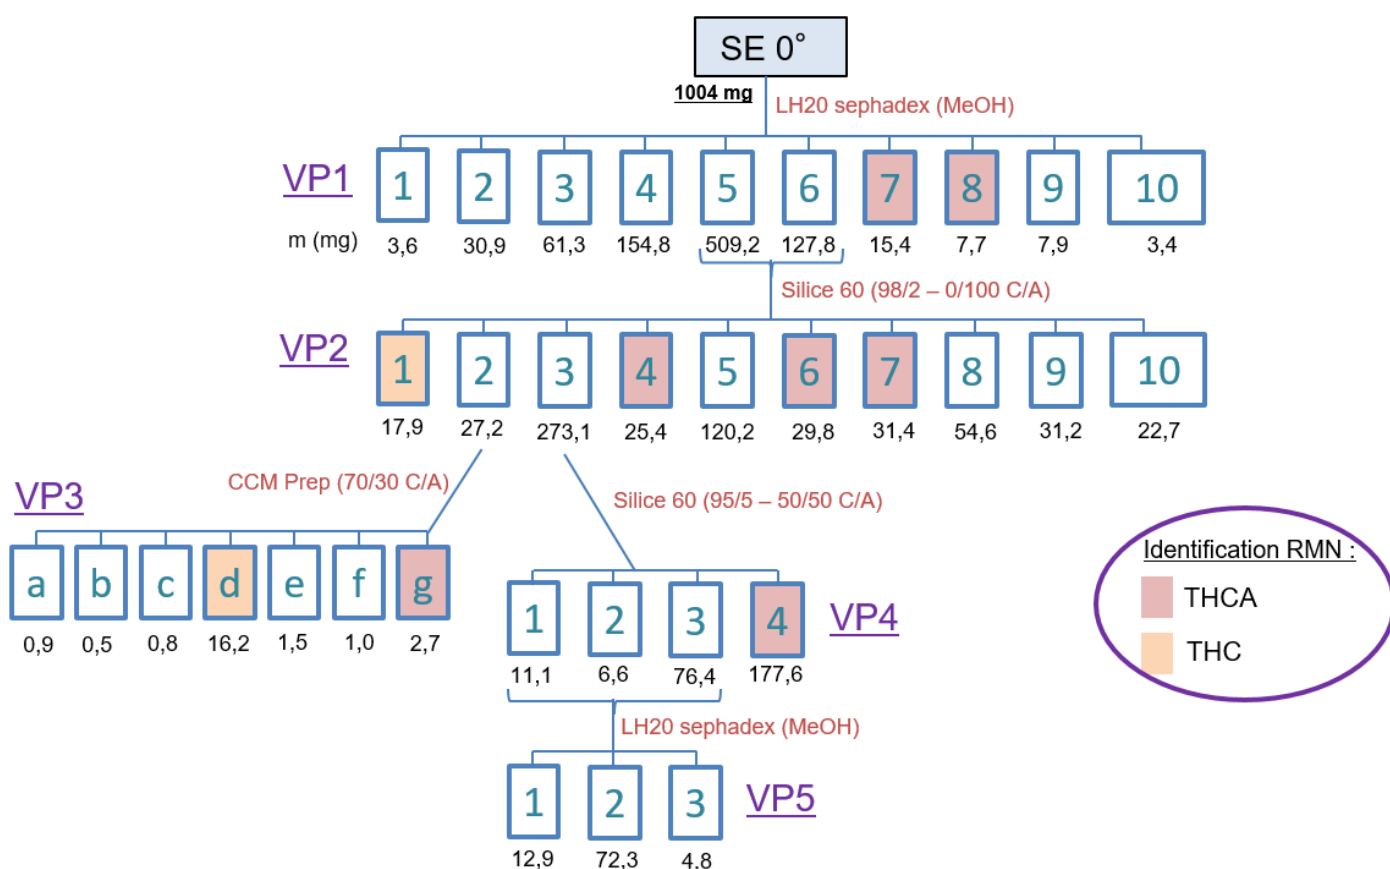 SE 0°
1004 mg
LH20 sephadex (MeOH)
VP1
1 2 3 4 5 6 7 8 9 10
m (mg)
3,6 30,9 61,3 154,8 509,2 127,8 15,4 7,7 7,9 3,4
Silice 60 (98/2 – 0/100 C/A)
VP2
1 2 3 4 5 6 7 8 9 10
17,9 27,2 273,1 25,4 120,2 29,8 31,4 54,6 31,2 22,7
CCM Prep (70/30 C/A)
VP3
Silice 60 (95/5 – 50/50 C/A)
a b c d e f g
0,9 0,5 0,8 16,2 1,5 1,0 2,7
1 2 3 4
VP4
11,1 6,6 76,4 177,6
LH20 sephadex (MeOH)
1 2 3
VP5
12,9 72,3 4,8
Identification RMN :
THCA
THC